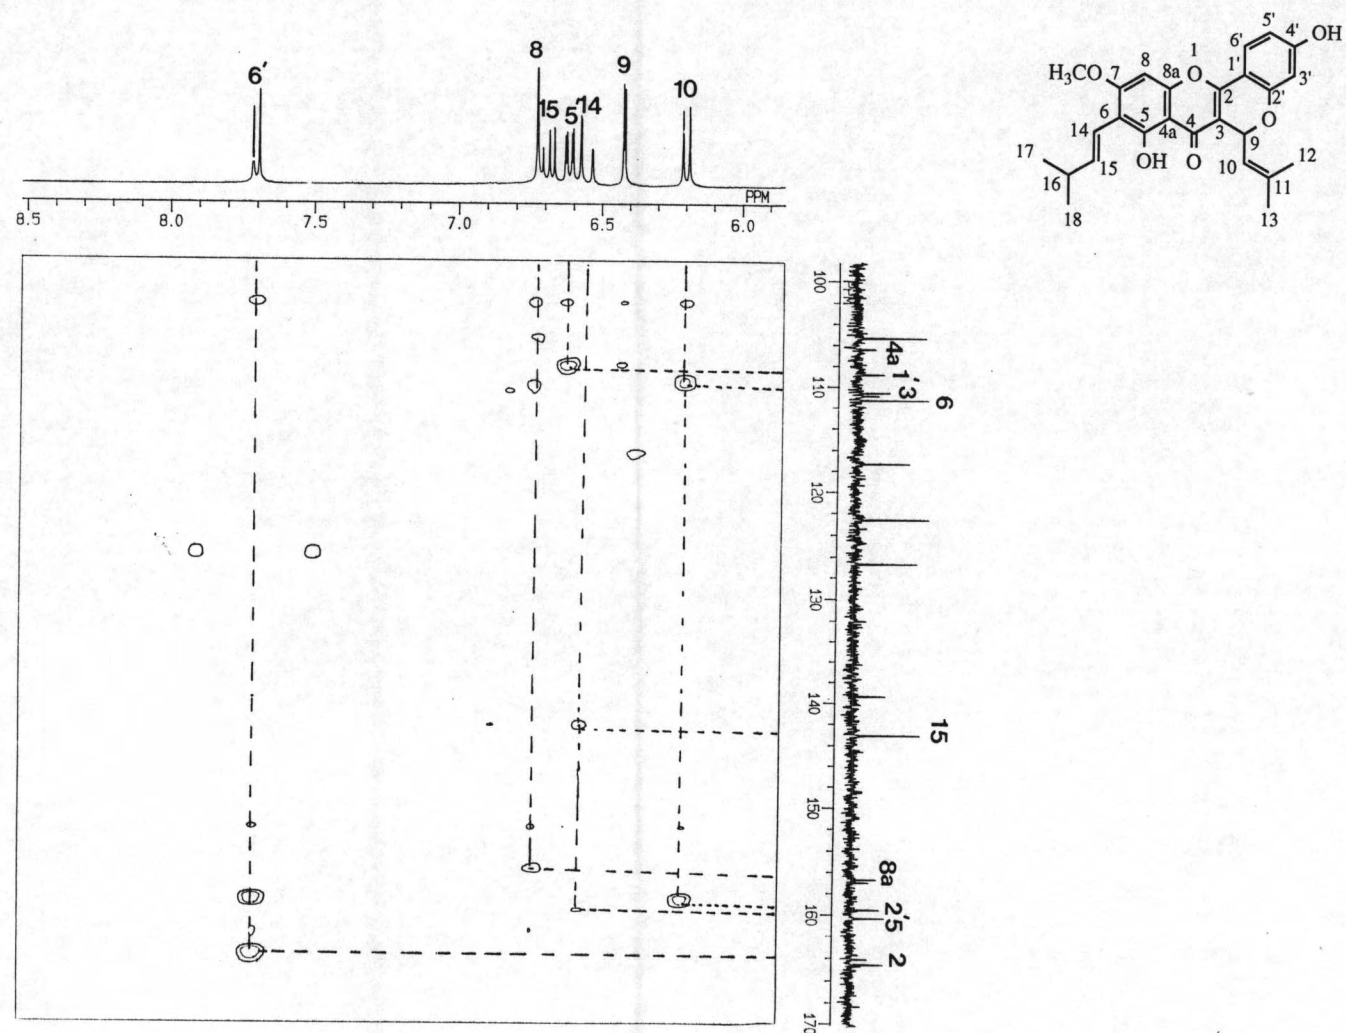 6' 8 15 5' 14 9 10
PPM
8.5 8.0 7.5 7.0 6.5 6.0
5' 4' OH
6' 3'
1 1' 2'
H₃CO 7 8 8a O 2 O
6 5 4a 4 3 9
14 OH O 10 12
17 15 11
16 13
18
100
110
120
130
140
150
160
170
4a 1' 3
6
15
8a 2' 5 2